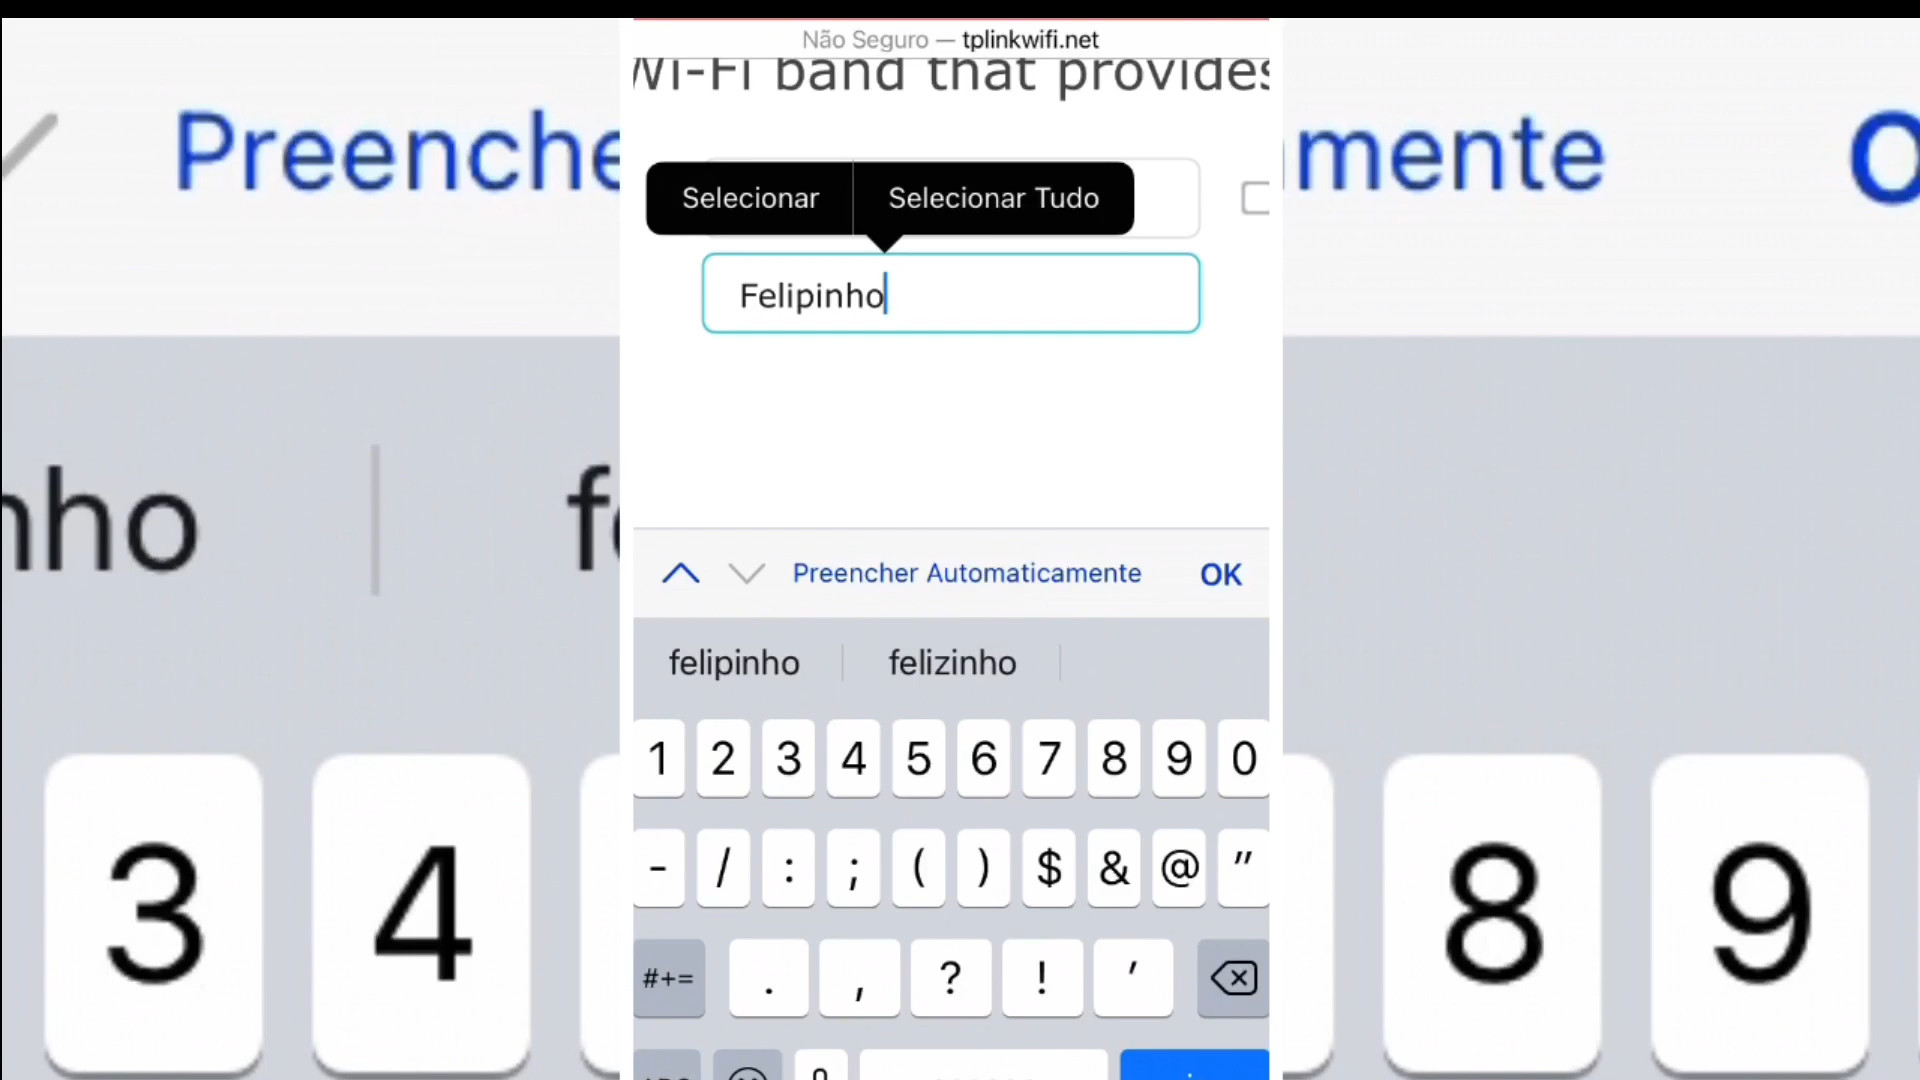 Não Seguro — tplinkwifi.net
Wi-Fi band that provides
Preenche
mente
O
Selecionar
Selecionar Tudo
Felipinho
Preencher Automaticamente
OK
nho
fe
felipinho
felizinho
1 2 3 4 5 6 7 8 9 0
- / : ; ( ) $ & @ "
3 4
8 9
#+= . , ? ! '